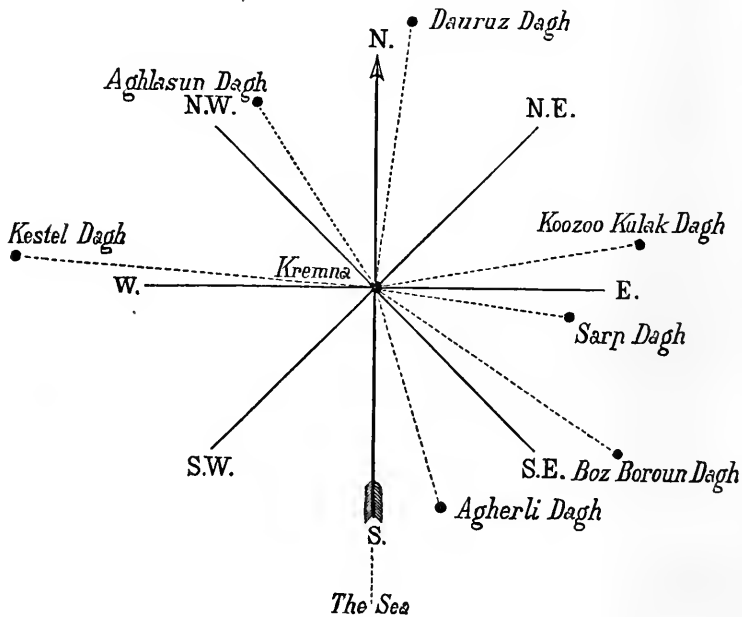 Dauruz Dagh
N.
Aghlasun Dagh
N.W.
N.E.
Koozoo Kulak Dagh
Kestel Dagh
Kremna
W.
E.
Sarp Dagh
S.W.
S.E.
Boz Boroun Dagh
Agherli Dagh
S.
The Sea